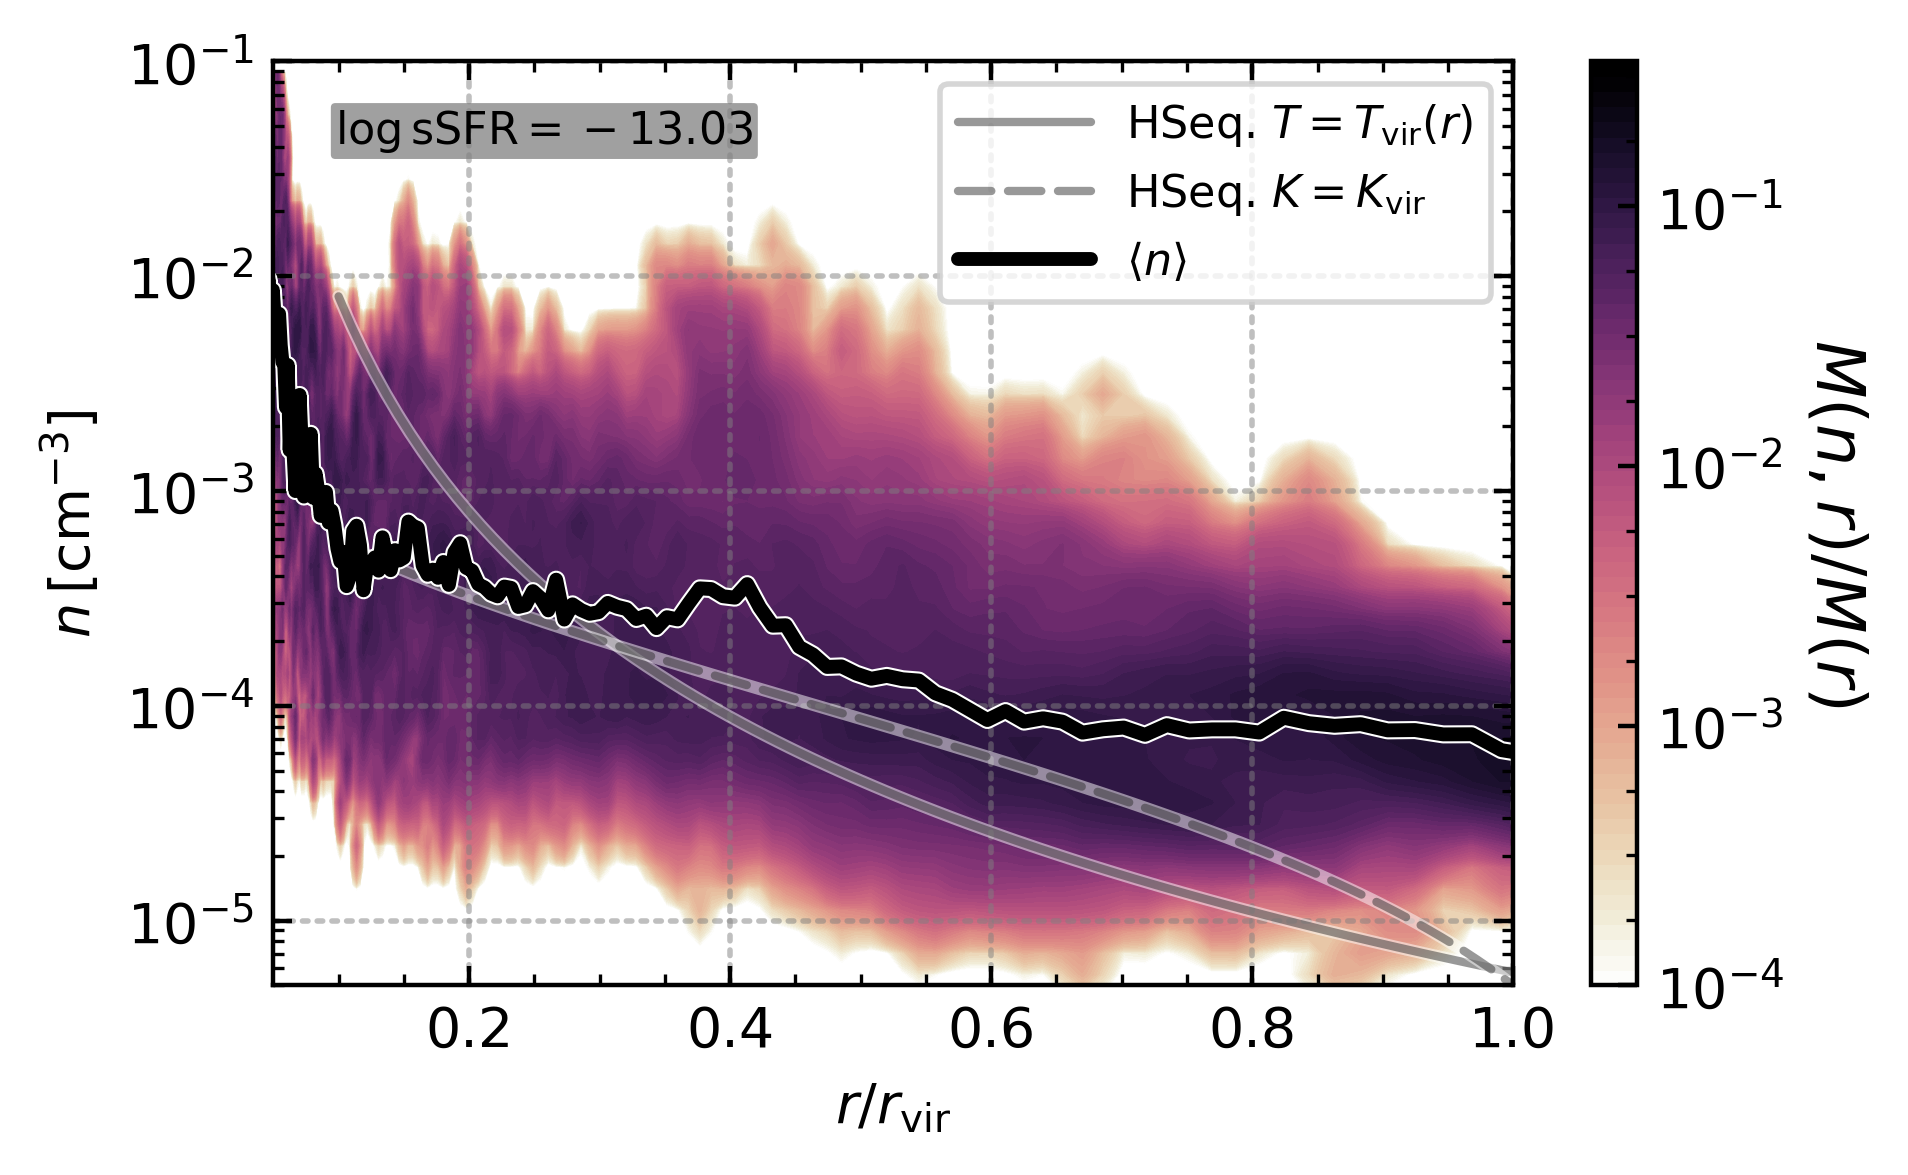 10⁻¹
10⁻²
10⁻³
10⁻⁴
10⁻⁵
n [cm⁻³]
log sSFR = −13.03
HSeq. T = T_vir(r)
HSeq. K = K_vir
⟨n⟩
0.2 0.4 0.6 0.8 1.0
r/r_vir
10⁻¹
10⁻²
10⁻³
10⁻⁴
M(n, r)/M(r)